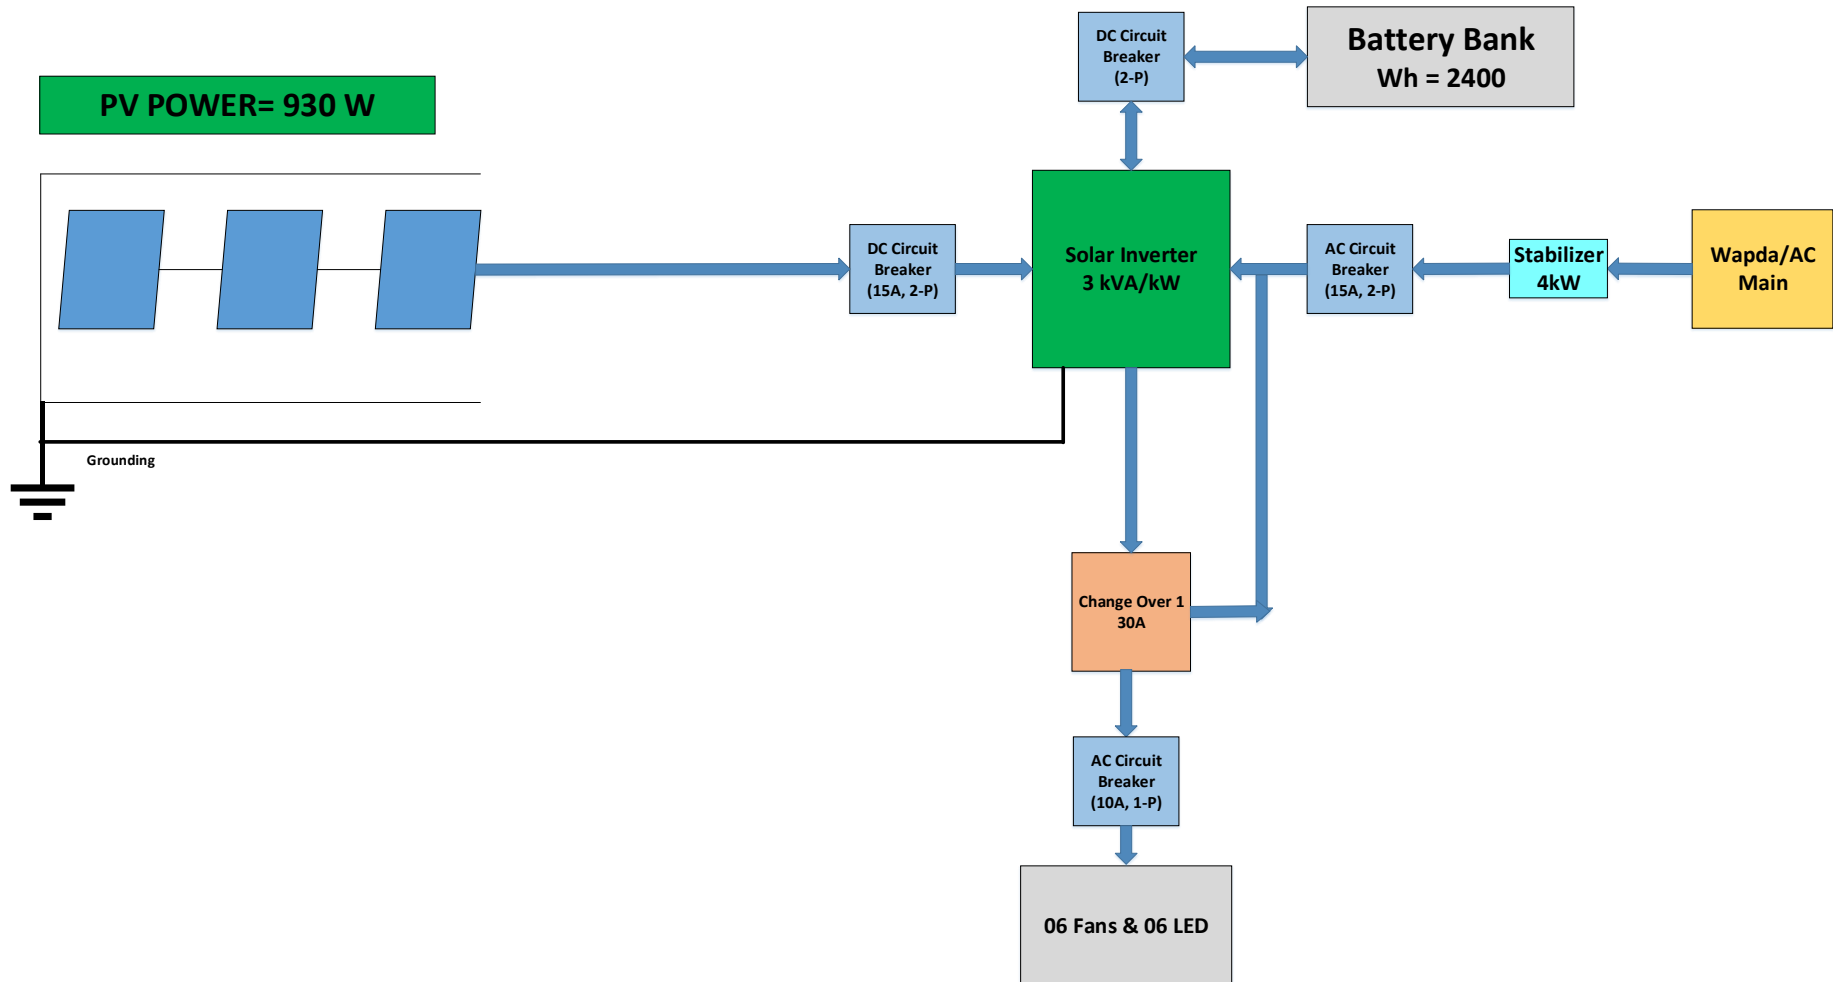 DC Circuit
Breaker
(2-P)
Battery Bank
Wh = 2400
PV POWER= 930 W
DC Circuit
Breaker
(15A, 2-P)
Solar Inverter
3 kVA/kW
AC Circuit
Breaker
(15A, 2-P)
Stabilizer
4kW
Wapda/AC
Main
Grounding
Change Over 1
30A
AC Circuit
Breaker
(10A, 1-P)
06 Fans & 06 LED